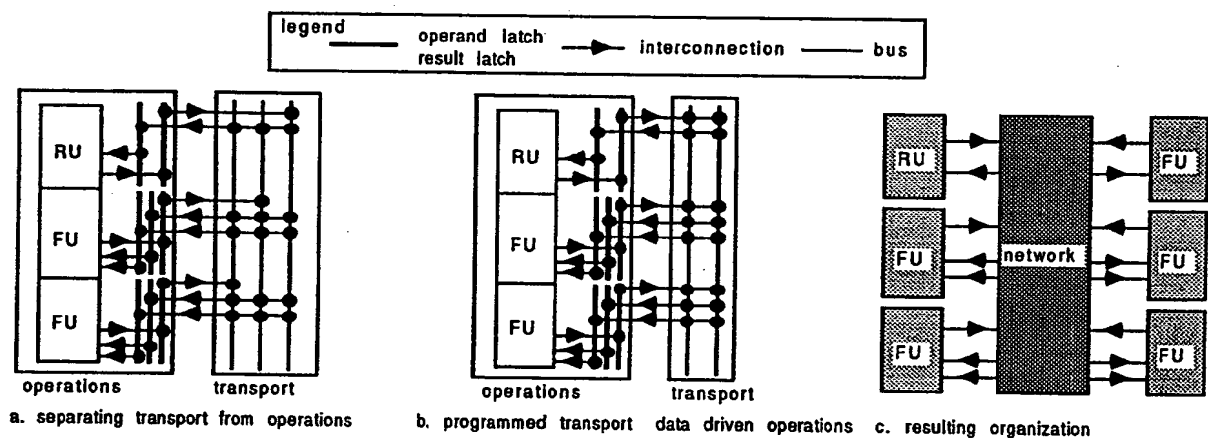 legend
operand latch
result latch
interconnection
bus
RU
FU
FU
operations
transport
a. separating transport from operations
RU
FU
FU
operations
transport
b. programmed transport data driven operations
RU
FU
FU
network
FU
FU
FU
c. resulting organization